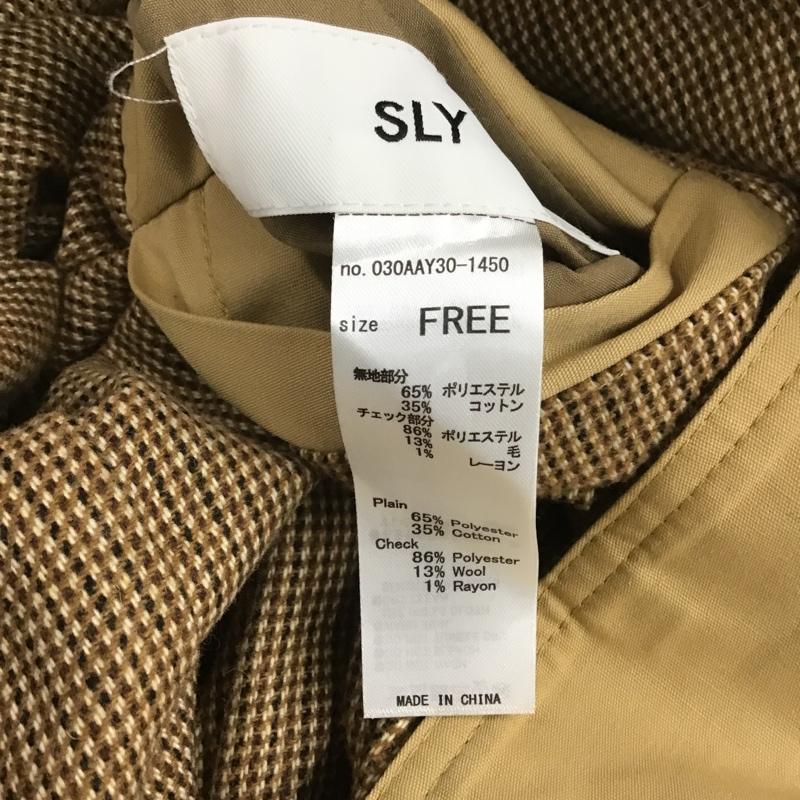 SLY
no. 030AAY30-1450
size FREE
無地部分
65% ポリエステル
35% コットン
チェック部分
86% ポリエステル
13% 毛
1% レーヨン
Plain
65% Polyester
35% Cotton
Check
86% Polyester
13% Wool
1% Rayon
MADE IN CHINA